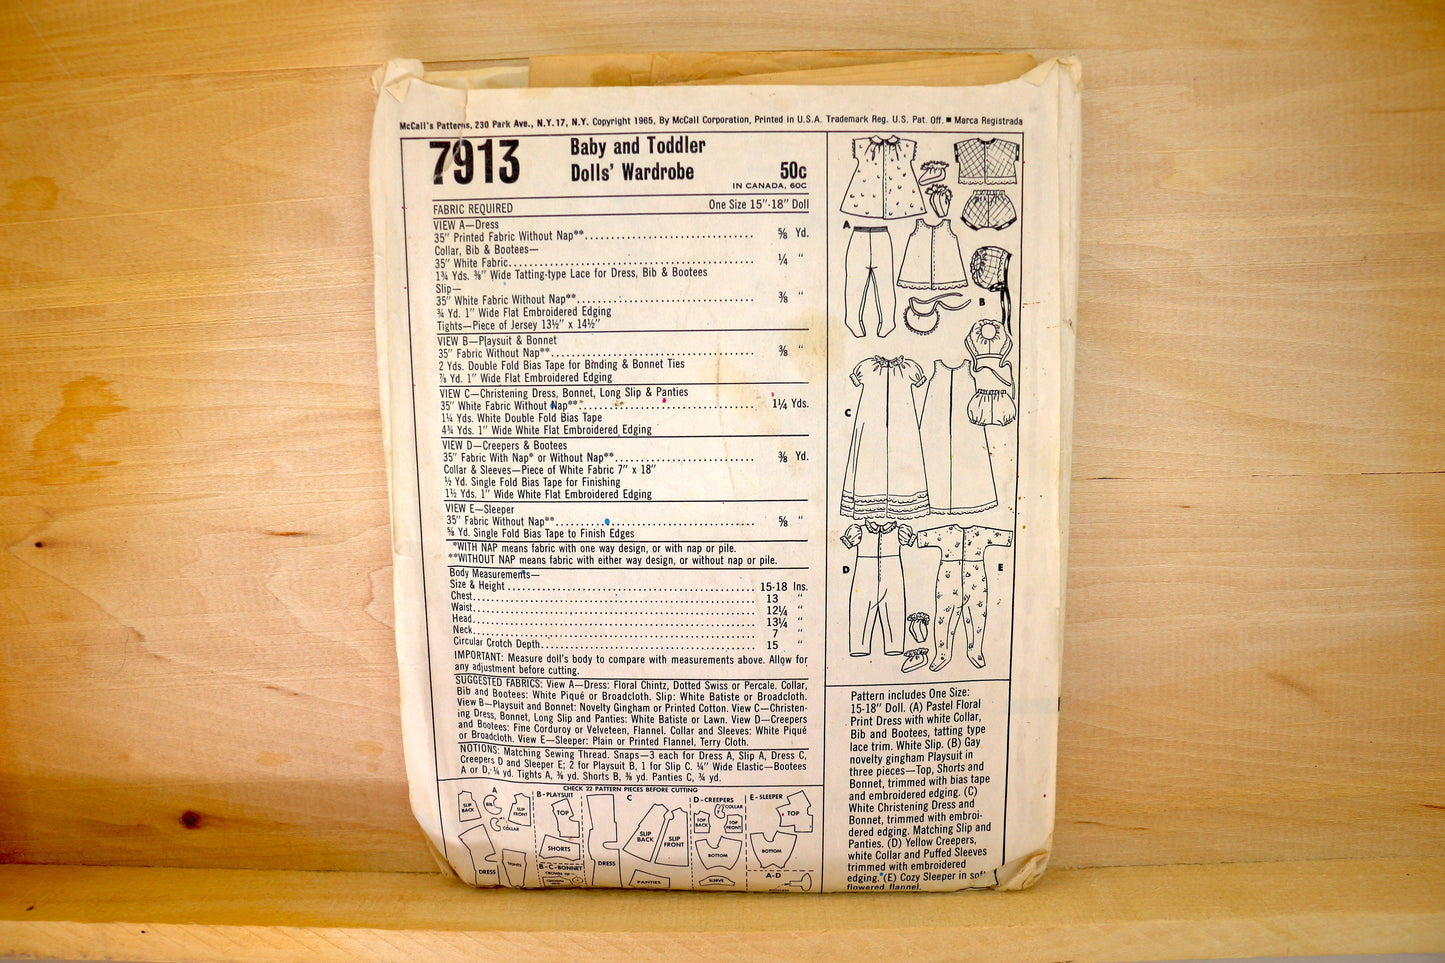 McCall's Patterns, 230 Park Ave., N.Y. 17, N.Y. Copyright 1965, By McCall Corporation, Printed in U.S.A. Trademark Reg. U.S. Pat. Off. ■ Marca Registrada
7913
Baby and Toddler
Dolls' Wardrobe
50c
IN CANADA, 60C
FABRIC REQUIRED One Size 15"-18" Doll
VIEW A—Dress
35" Printed Fabric Without Nap** ⅝ Yd.
Collar, Bib & Bootees—
35" White Fabric ¼ "
1¾ Yds. ⅜" Wide Tatting-type Lace for Dress, Bib & Bootees
Slip—
35" White Fabric Without Nap** ⅜ "
¾ Yd. 1" Wide Flat Embroidered Edging
Tights—Piece of Jersey 13½" x 14½"
VIEW B—Playsuit & Bonnet
35" Fabric Without Nap** ⅜ "
2 Yds. Double Fold Bias Tape for Binding & Bonnet Ties
⅞ Yd. 1" Wide Flat Embroidered Edging
VIEW C—Christening Dress, Bonnet, Long Slip & Panties
35" White Fabric Without Nap** 1¼ Yds.
1¼ Yds. White Double Fold Bias Tape
4¾ Yds. 1" Wide White Flat Embroidered Edging
VIEW D—Creepers & Bootees
35" Fabric With Nap* or Without Nap** ⅜ Yd.
Collar & Sleeves—Piece of White Fabric 7" x 18"
½ Yd. Single Fold Bias Tape for Finishing
1½ Yds. 1" Wide White Flat Embroidered Edging
VIEW E—Sleeper
35" Fabric Without Nap** ⅝ "
⅝ Yd. Single Fold Bias Tape to Finish Edges
*WITH NAP means fabric with one way design, or with nap or pile.
**WITHOUT NAP means fabric with either way design, or without nap or pile.
Body Measurements—
Size & Height 15-18 Ins.
Chest 13 "
Waist 12¼ "
Head 13¼ "
Neck 7 "
Circular Crotch Depth 15 "
IMPORTANT: Measure doll's body to compare with measurements above. Allow for
any adjustment before cutting.
SUGGESTED FABRICS: View A—Dress: Floral Chintz, Dotted Swiss or Percale. Collar,
Bib and Bootees: White Piqué or Broadcloth. Slip: White Batiste or Broadcloth.
View B—Playsuit and Bonnet: Novelty Gingham or Printed Cotton. View C—Christen-
ing Dress, Bonnet, Long Slip and Panties: White Batiste or Lawn. View D—Creepers
and Bootees: Fine Corduroy or Velveteen, Flannel. Collar and Sleeves: White Piqué
or Broadcloth. View E—Sleeper: Plain or Printed Flannel, Terry Cloth.
NOTIONS: Matching Sewing Thread. Snaps—3 each for Dress A, Slip A, Dress C,
Creepers D and Sleeper E; 2 for Playsuit B, 1 for Slip C. ¼" Wide Elastic—Bootees
A or D, ¼ yd. Tights A, ⅜ yd. Shorts B, ⅜ yd. Panties C, ¾ yd.
CHECK 22 PATTERN PIECES BEFORE CUTTING
A
SLIP BACK
BIB
COLLAR
SLIP FRONT
DRESS
TIGHTS
B-PLAYSUIT
TOP
SHORTS
B-C-BONNET
CROWN
C
DRESS
SLIP BACK
SLIP FRONT
PANTIES
D-CREEPERS
COLLAR
TOP BACK
TOP FRONT
BOTTOM
SLEEVE
E-SLEEPER
TOP
BOTTOM
A-D
A
B
C
D
E
Pattern includes One Size:
15-18" Doll. (A) Pastel Floral
Print Dress with white Collar,
Bib and Bootees, tatting type
lace trim. White Slip. (B) Gay
novelty gingham Playsuit in
three pieces—Top, Shorts and
Bonnet, trimmed with bias tape
and embroidered edging. (C)
White Christening Dress and
Bonnet, trimmed with embroi-
dered edging. Matching Slip and
Panties. (D) Yellow Creepers,
white Collar and Puffed Sleeves
trimmed with embroidered
edging. (E) Cozy Sleeper in soft
flowered flannel.